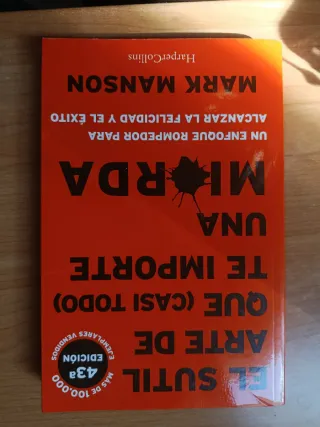 EL SUTIL
ARTE DE
QUE (CASI TODO)
TE IMPORTE
UNA
MIERDA
UN ENFOQUE ROMPEDOR PARA
ALCANZAR LA FELICIDAD Y EL ÉXITO
MARK MANSON
HarperCollins
MÁS DE 100.000
43ª
EDICIÓN
EJEMPLARES VENDIDOS